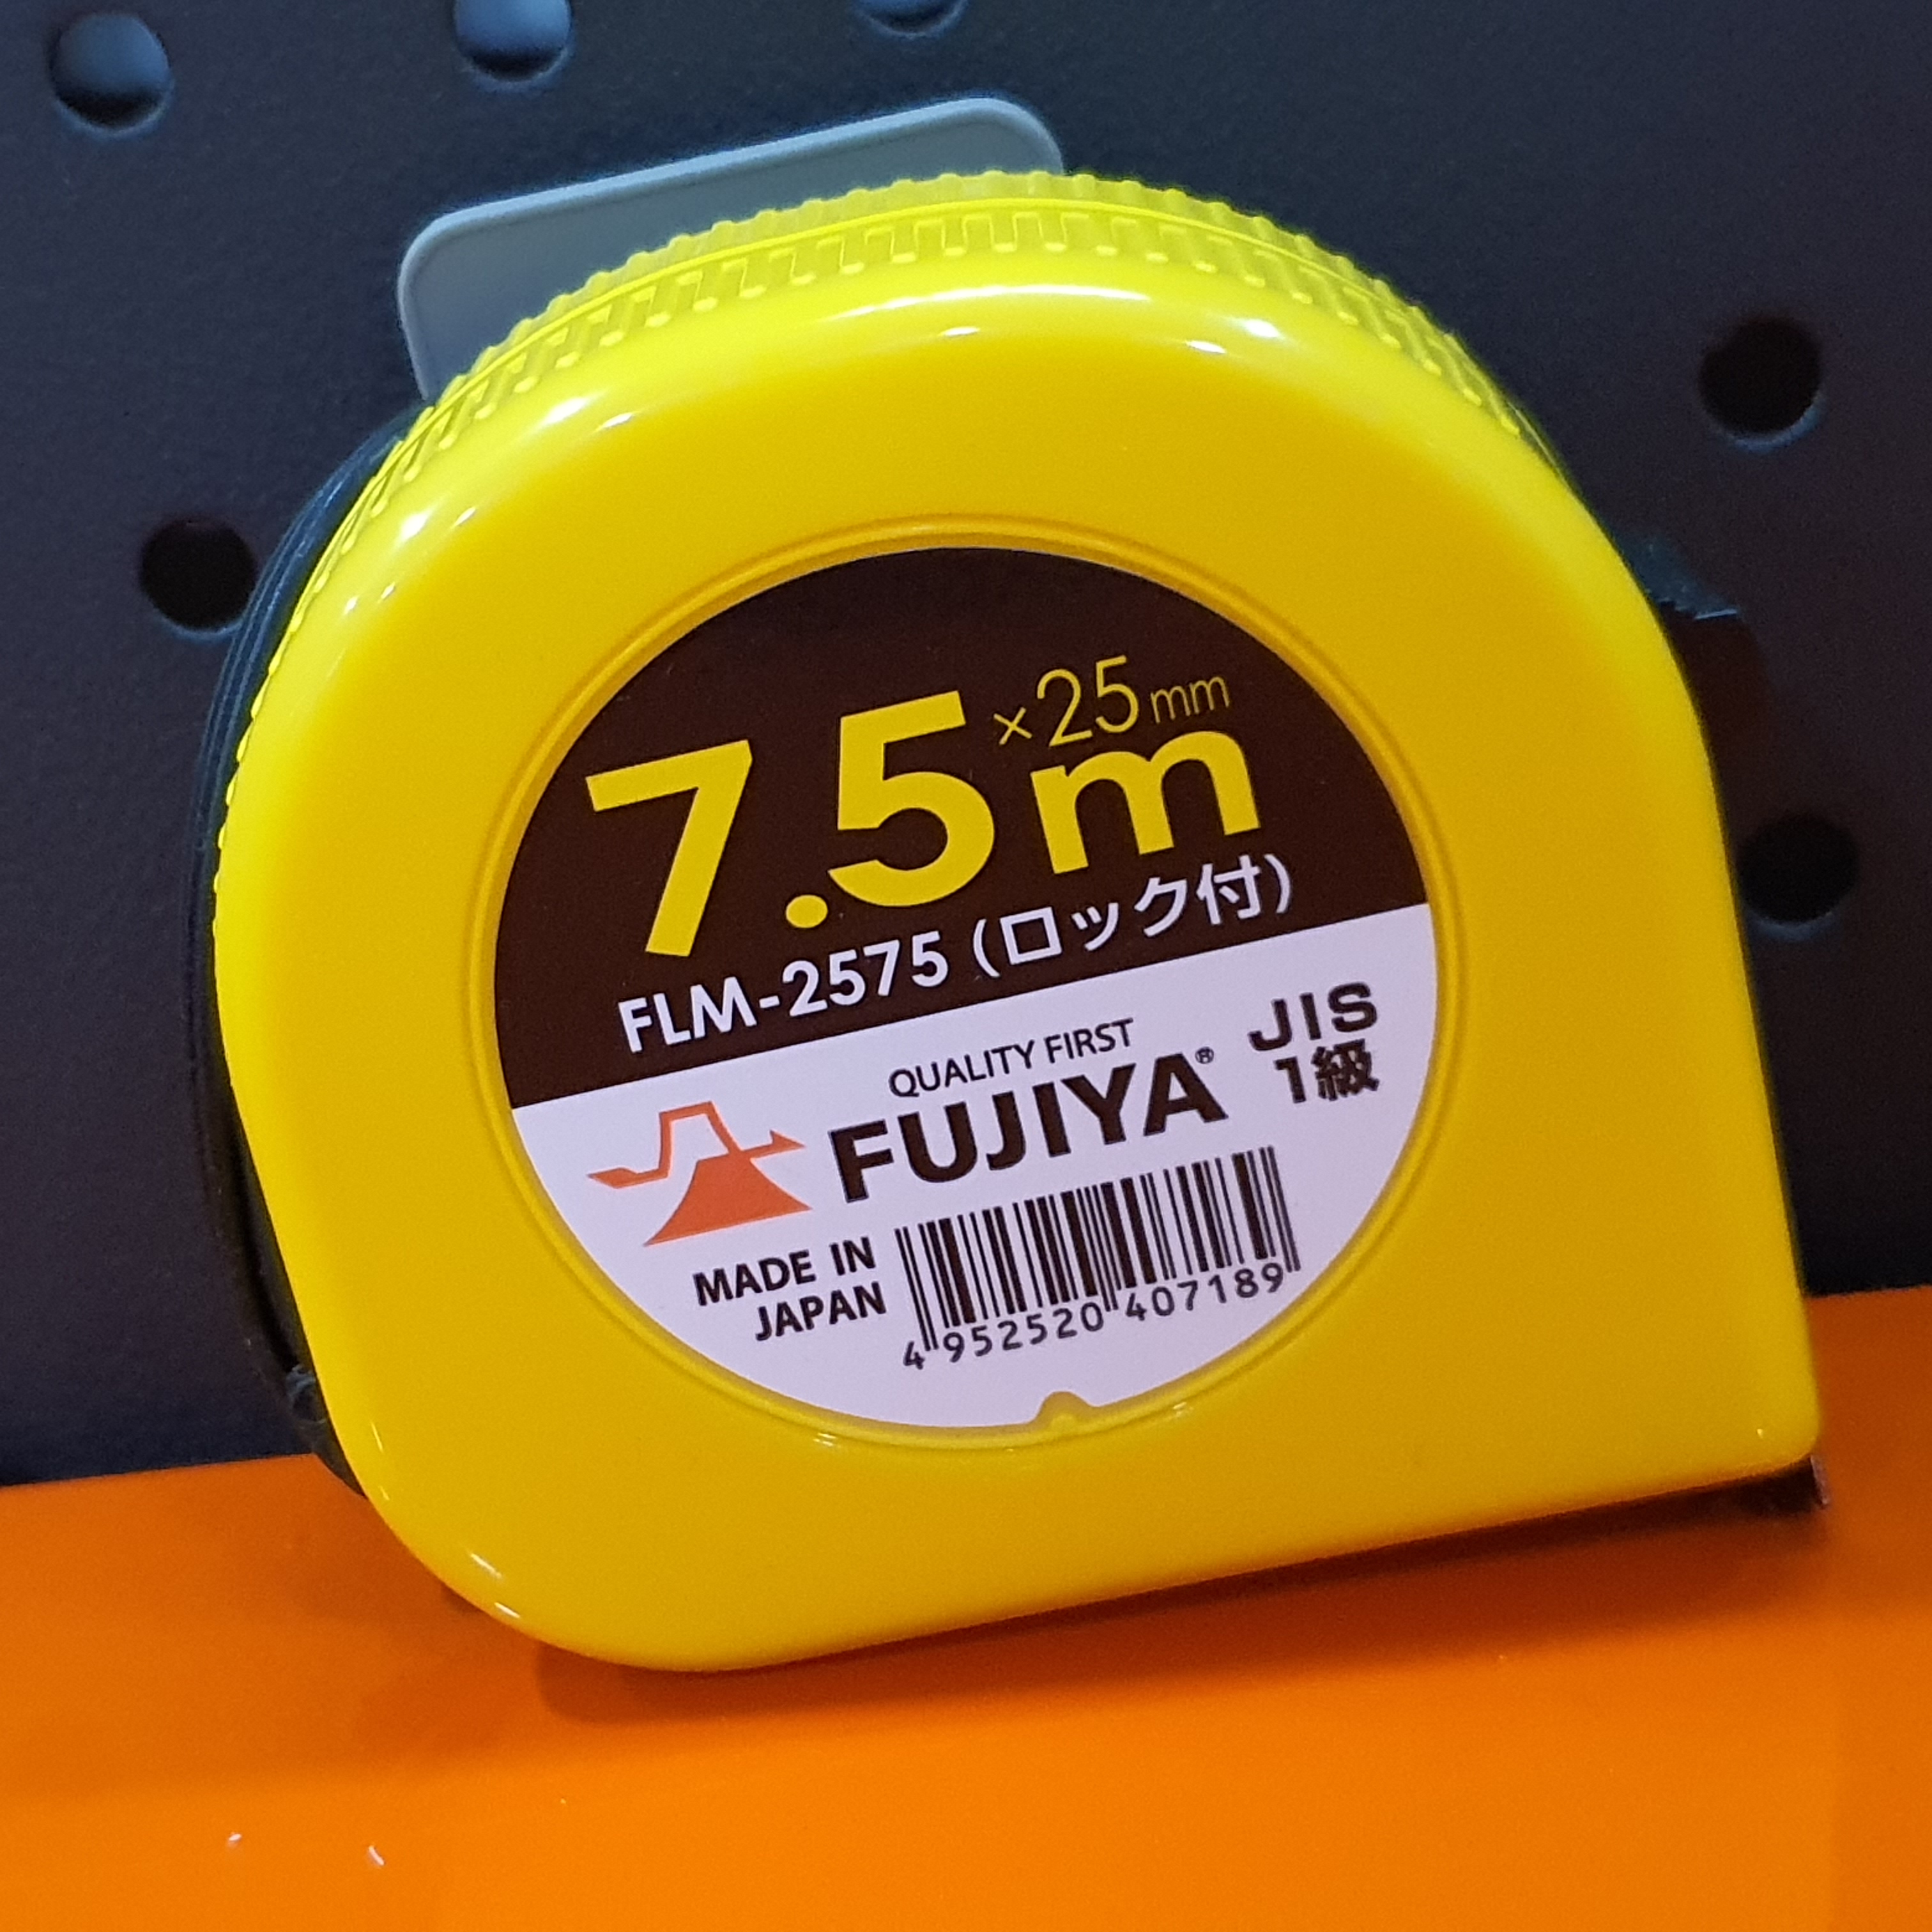 7.5m ×25mm
FLM-2575 (ロック付)
QUALITY FIRST
FUJIYA®
JIS
1級
MADE IN
JAPAN
4 952520 407189